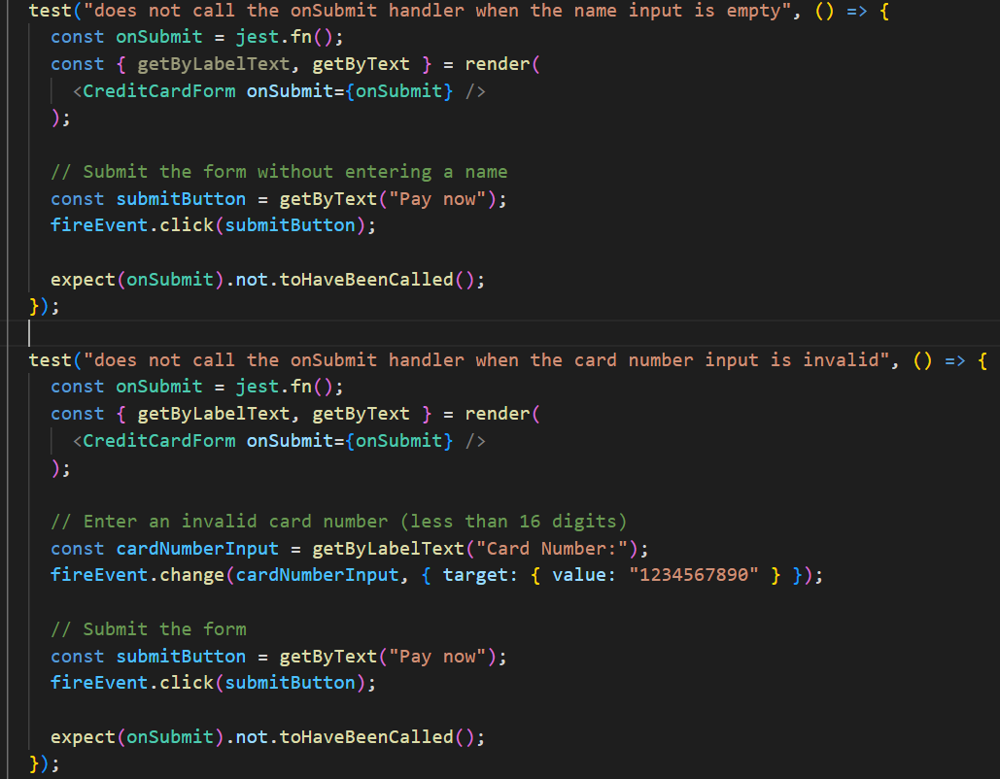 test("does not call the onSubmit handler when the name input is empty", () => {
  const onSubmit = jest.fn();
  const { getByLabelText, getByText } = render(
    <CreditCardForm onSubmit={onSubmit} />
  );

  // Submit the form without entering a name
  const submitButton = getByText("Pay now");
  fireEvent.click(submitButton);

  expect(onSubmit).not.toHaveBeenCalled();
});

test("does not call the onSubmit handler when the card number input is invalid", () => {
  const onSubmit = jest.fn();
  const { getByLabelText, getByText } = render(
    <CreditCardForm onSubmit={onSubmit} />
  );

  // Enter an invalid card number (less than 16 digits)
  const cardNumberInput = getByLabelText("Card Number:");
  fireEvent.change(cardNumberInput, { target: { value: "1234567890" } });

  // Submit the form
  const submitButton = getByText("Pay now");
  fireEvent.click(submitButton);

  expect(onSubmit).not.toHaveBeenCalled();
});